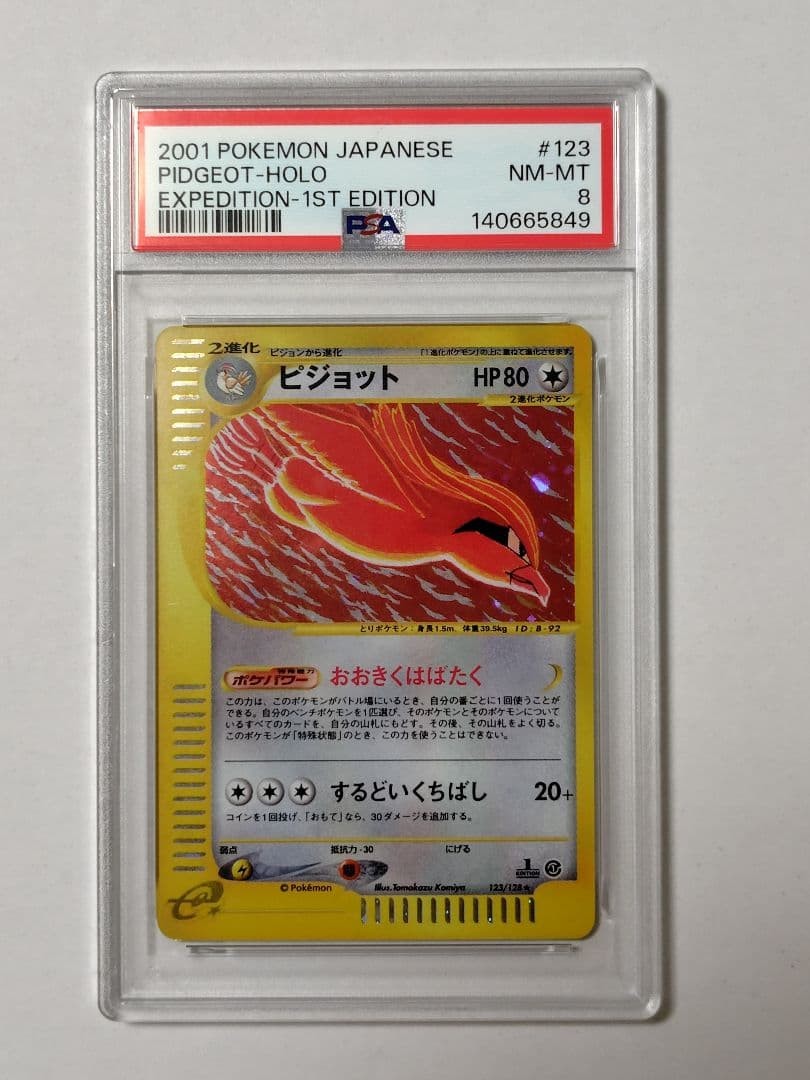 2001 POKEMON JAPANESE #123
PIDGEOT-HOLO NM-MT
EXPEDITION-1ST EDITION 8
PSA 140665849
2進化 ピジョンから進化 「1進化ポケモン」の上に重ねて進化させます。
ピジョット HP80
2進化ポケモン
とりポケモン：身長1.5m、体重39.5kg ID:B-92
特殊能力
ポケパワー おおきくはばたく
この力は、このポケモンがバトル場にいるとき、自分の番ごとに1回使うことが
できる。自分のベンチポケモンを1匹選び、そのポケモンとそのポケモンについて
いるすべてのカードを、自分の山札にもどす。その後、その山札をよく切る。
このポケモンが「特殊状態」のとき、この力を使うことはできない。
するどいくちばし 20+
コインを1回投げ、「おもて」なら、30ダメージを追加する。
弱点 抵抗力-30 にげる
1 EDITION
©Pokémon Illus.Tomokazu Komiya 123/128★